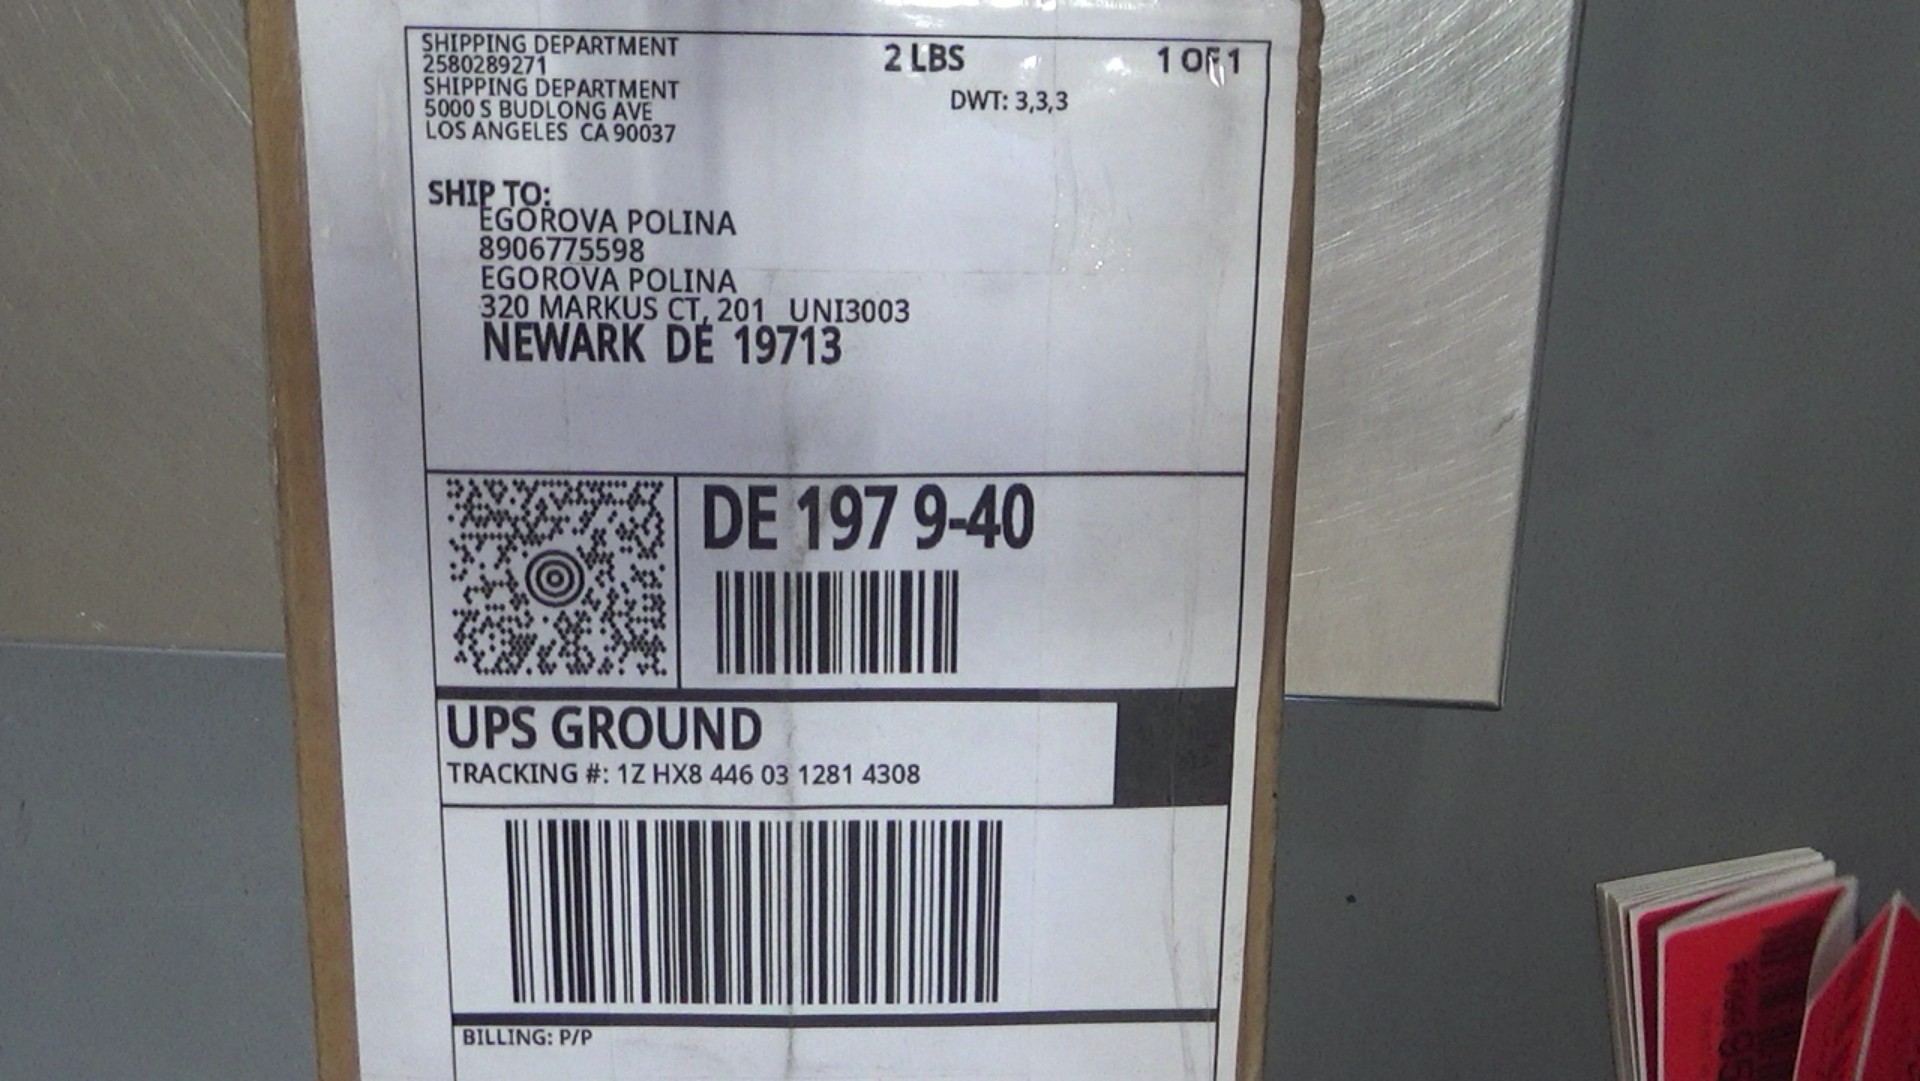 SHIPPING DEPARTMENT
2580289271
SHIPPING DEPARTMENT
5000 S BUDLONG AVE
LOS ANGELES CA 90037
2 LBS
1 OF 1
DWT: 3,3,3
SHIP TO:
EGOROVA POLINA
8906775598
EGOROVA POLINA
320 MARKUS CT, 201 UNI3003
NEWARK DE 19713
DE 197 9-40
UPS GROUND
TRACKING #: 1Z HX8 446 03 1281 4308
BILLING: P/P